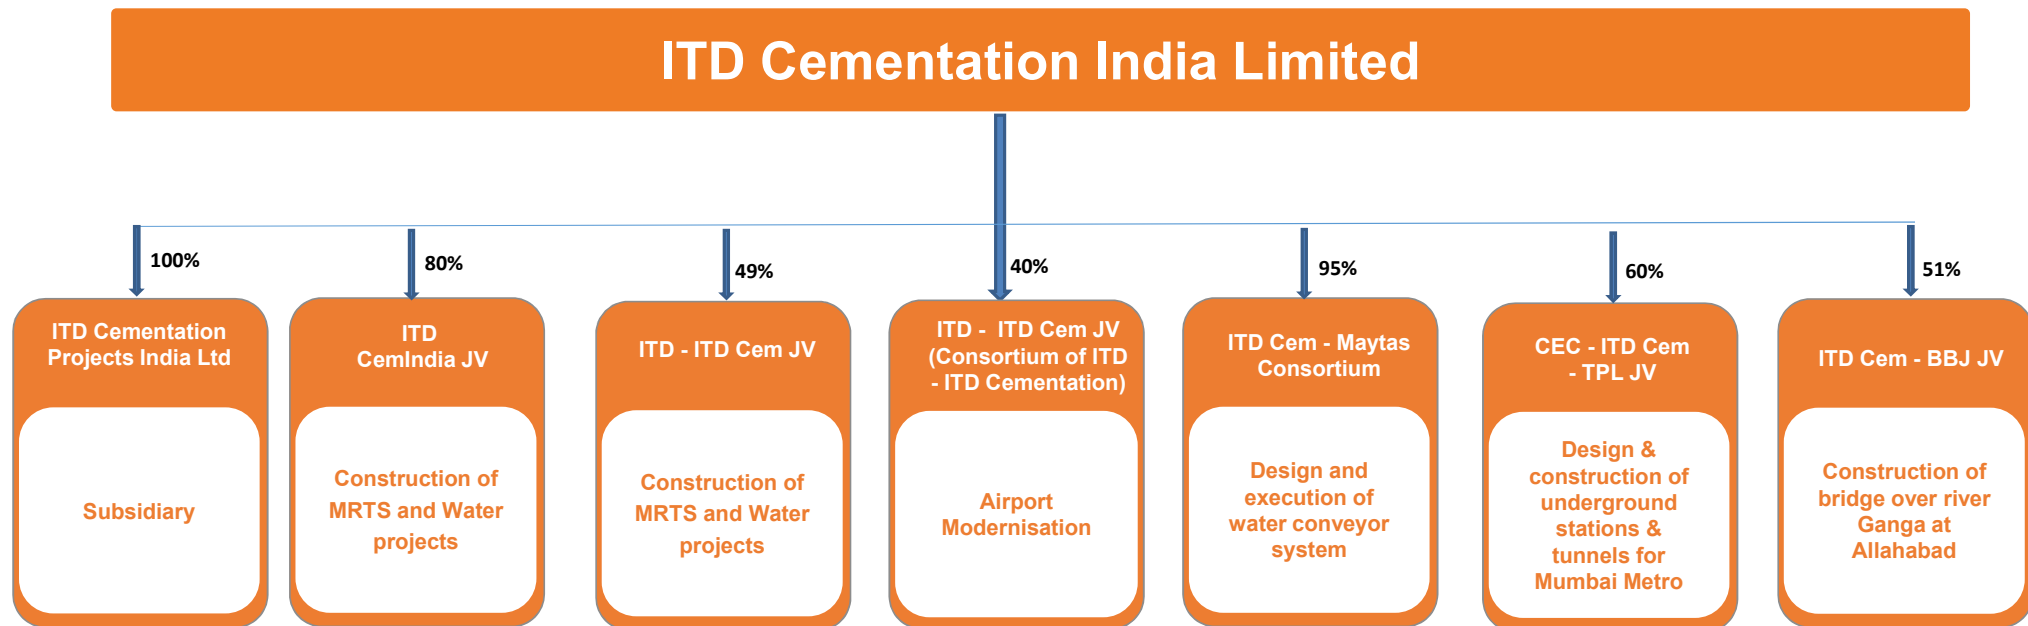 ITD Cementation India Limited
100%
80%
49%
40%
95%
60%
51%
ITD Cementation
Projects India Ltd
Subsidiary
ITD
CemIndia JV
Construction of
MRTS and Water
projects
ITD - ITD Cem JV
Construction of
MRTS and Water
projects
ITD - ITD Cem JV
(Consortium of ITD
- ITD Cementation)
Airport
Modernisation
ITD Cem - Maytas
Consortium
Design and
execution of
water conveyor
system
CEC - ITD Cem
- TPL JV
Design &
construction of
underground
stations &
tunnels for
Mumbai Metro
ITD Cem - BBJ JV
Construction of
bridge over river
Ganga at
Allahabad